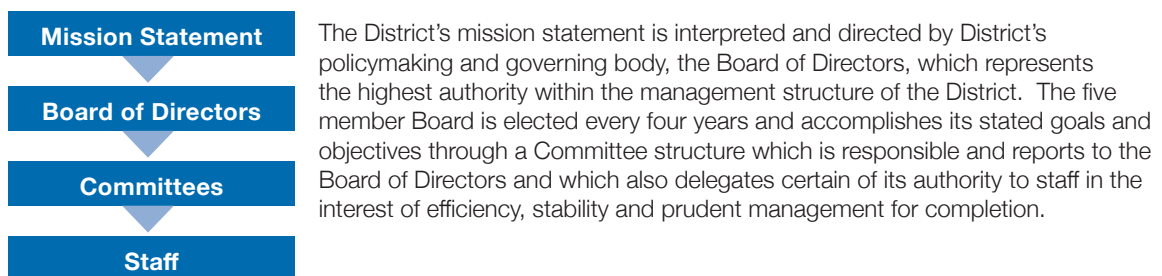 Mission Statement
Board of Directors
Committees
Staff
The District’s mission statement is interpreted and directed by District’s
policymaking and governing body, the Board of Directors, which represents
the highest authority within the management structure of the District.  The five
member Board is elected every four years and accomplishes its stated goals and
objectives through a Committee structure which is responsible and reports to the
Board of Directors and which also delegates certain of its authority to staff in the
interest of efficiency, stability and prudent management for completion.